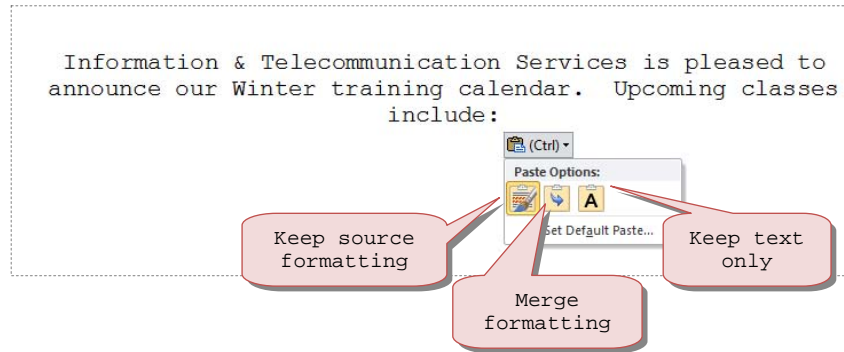 Information & Telecommunication Services is pleased to
announce our Winter training calendar.  Upcoming classes
include:
(Ctrl)
Paste Options:
A
Set Default Paste...
Keep source
formatting
Keep text
only
Merge
formatting